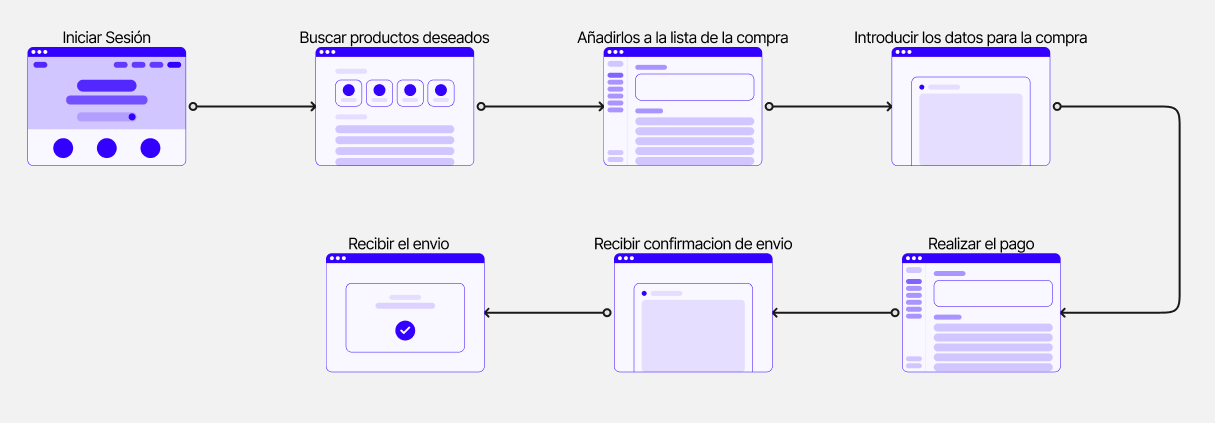 Iniciar Sesión
Buscar productos deseados
Añadirlos a la lista de la compra
Introducir los datos para la compra
Recibir el envio
Recibir confirmacion de envio
Realizar el pago